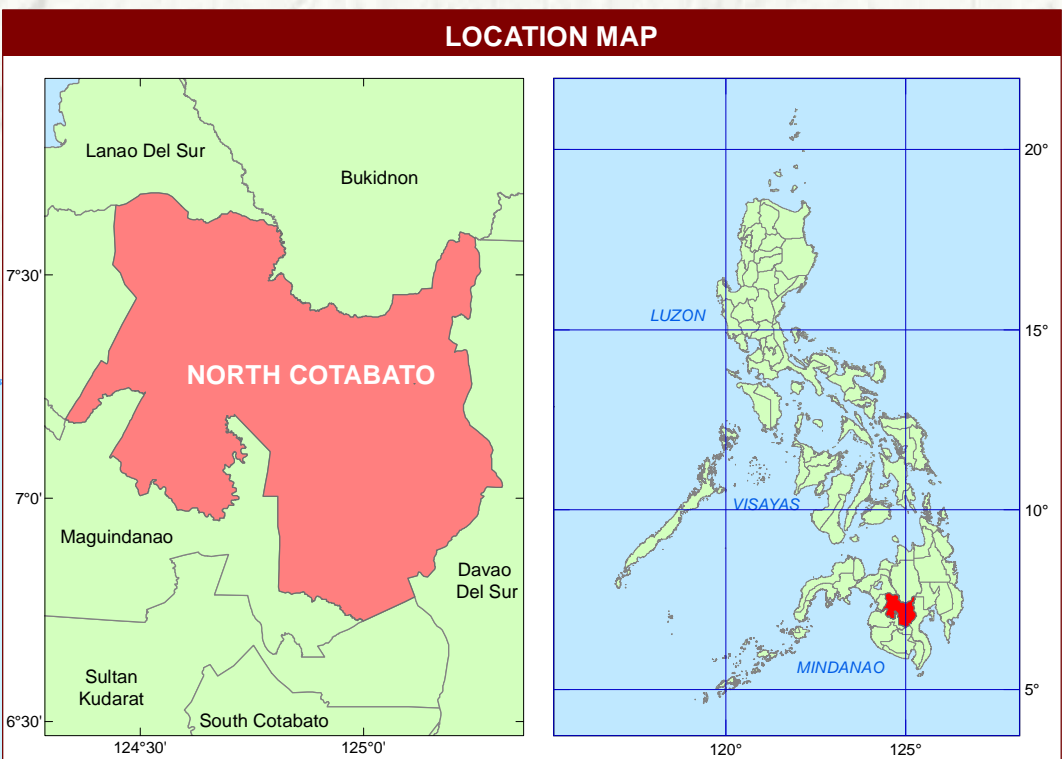 LOCATION MAP
Lanao Del Sur
Bukidnon
7°30'
NORTH COTABATO
7°0'
Maguindanao
Davao
Del Sur
Sultan
Kudarat
South Cotabato
6°30'
124°30'
125°0'
20°
LUZON
15°
VISAYAS
10°
MINDANAO
5°
120°
125°